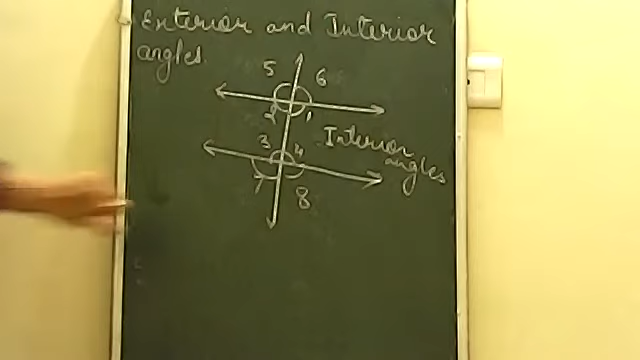 Exterior and Interior
angles
5 6
2 1
3 4
Interior
angles
7 8